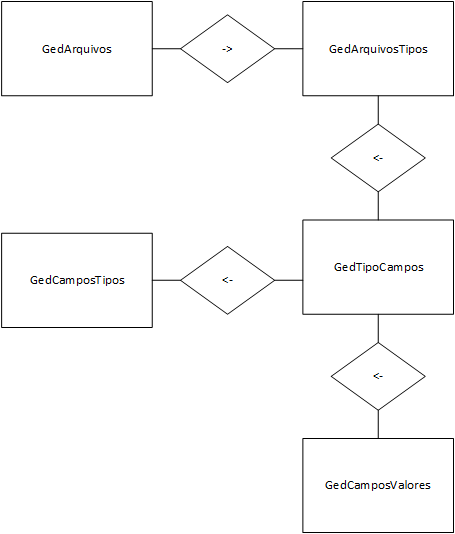 GedArquivos
->
GedArquivosTipos
<-
GedCamposTipos
<-
GedTipoCampos
<-
GedCamposValores